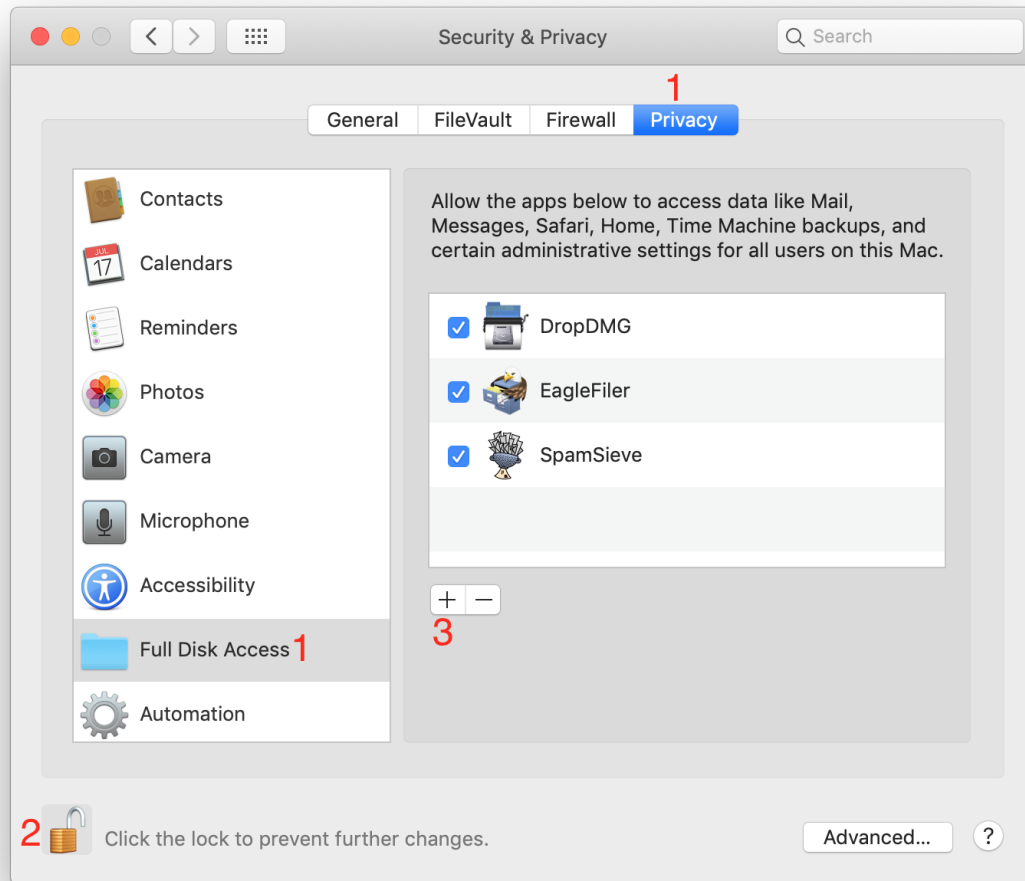 Security & Privacy
Search
1
General
FileVault
Firewall
Privacy
Contacts
JUL
17
Calendars
Reminders
Photos
Camera
Microphone
Accessibility
Full Disk Access 1
Automation
Allow the apps below to access data like Mail,
Messages, Safari, Home, Time Machine backups, and
certain administrative settings for all users on this Mac.
DropDMG
EagleFiler
SpamSieve
+ −
3
2
Click the lock to prevent further changes.
Advanced...
?